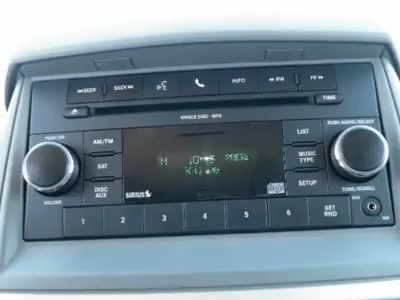 SEEK SEEK INFO RW FF
SINGLE DISC - MP3 TIME
PUSH ON PUSH AUDIO/SELECT
AM/FM LIST
SAT MUSIC TYPE
DISC AUX SETUP
VOLUME SIRIUS TUNE/SCROLL
AUX
1 2 3 4 5 6 SET RND